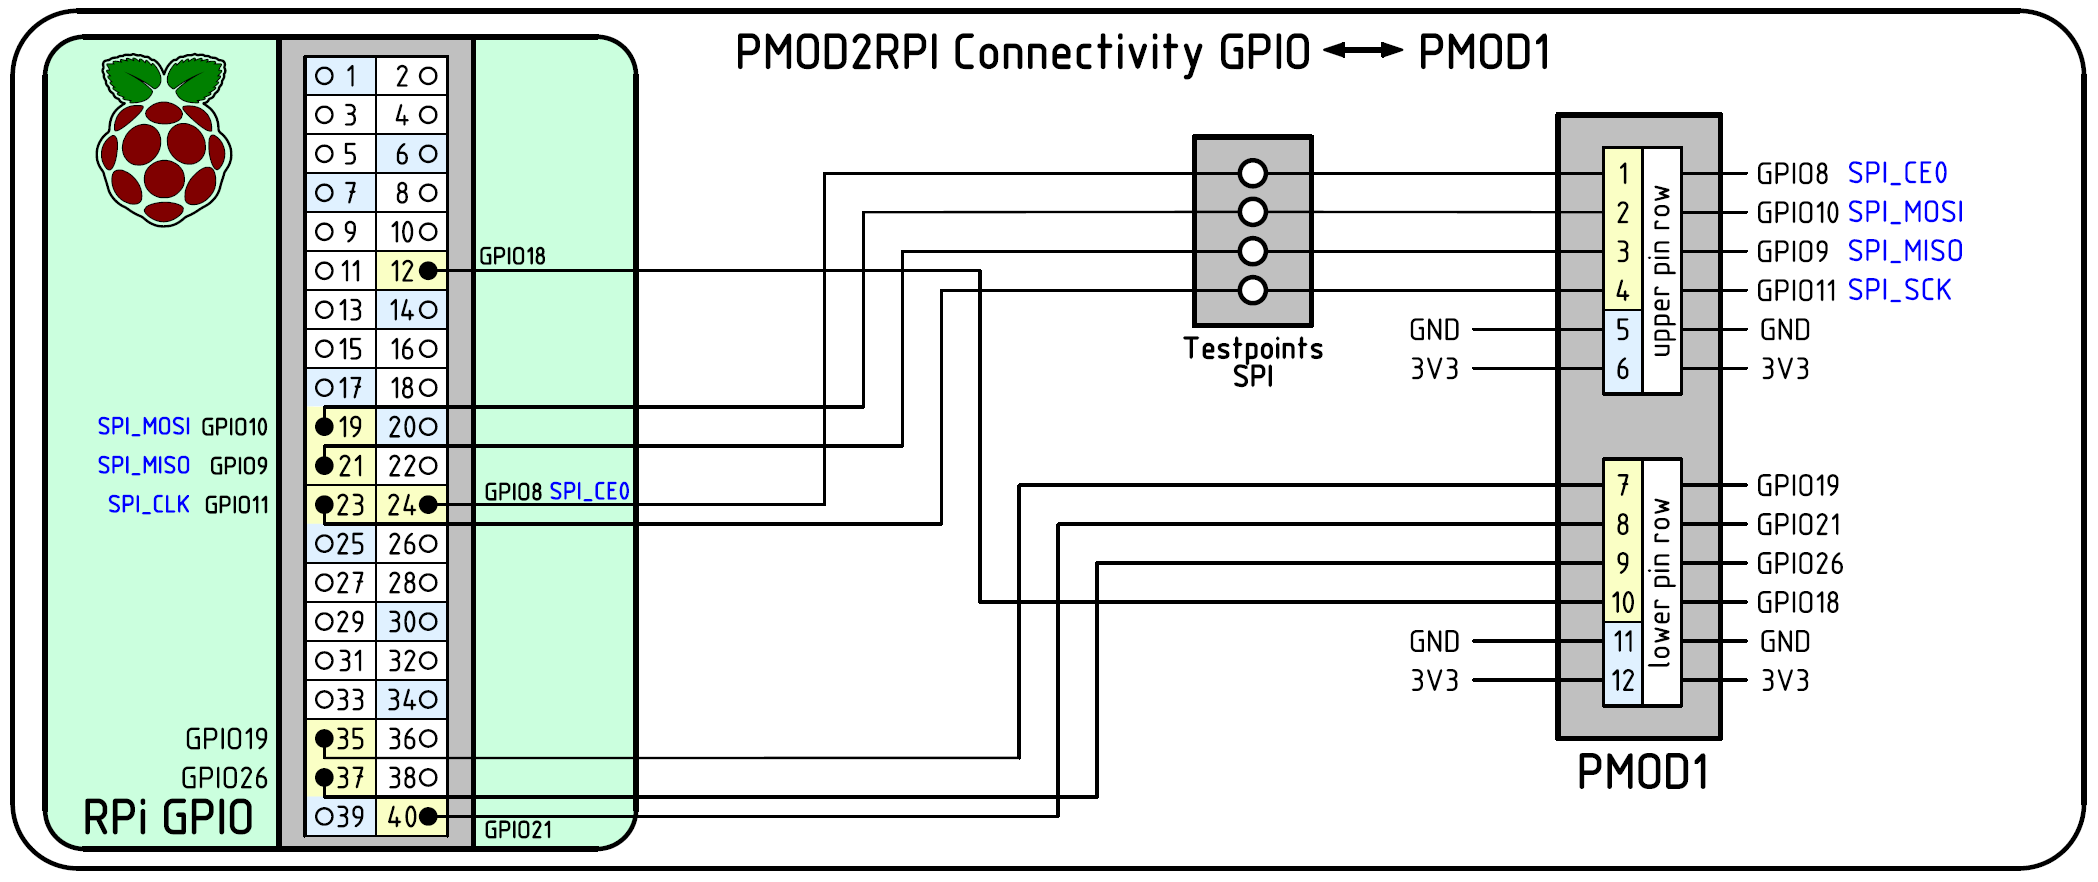 PMOD2RPI Connectivity GPIO PMOD1
1 2
3 4
5 6
7 8
9 10
11 12 GPIO18
13 14
15 16
17 18
SPI_MOSI GPIO10 19 20
SPI_MISO GPIO9 21 22
SPI_CLK GPIO11 23 24 GPIO8 SPI_CE0
25 26
27 28
29 30
31 32
33 34
GPIO19 35 36
GPIO26 37 38
39 40 GPIO21
RPi GPIO
Testpoints
SPI
1 GPIO8 SPI_CE0
2 GPIO10 SPI_MOSI
3 GPIO9 SPI_MISO
4 GPIO11 SPI_SCK
GND 5 GND
3V3 6 3V3
upper pin row
7 GPIO19
8 GPIO21
9 GPIO26
10 GPIO18
GND 11 GND
3V3 12 3V3
lower pin row
PMOD1